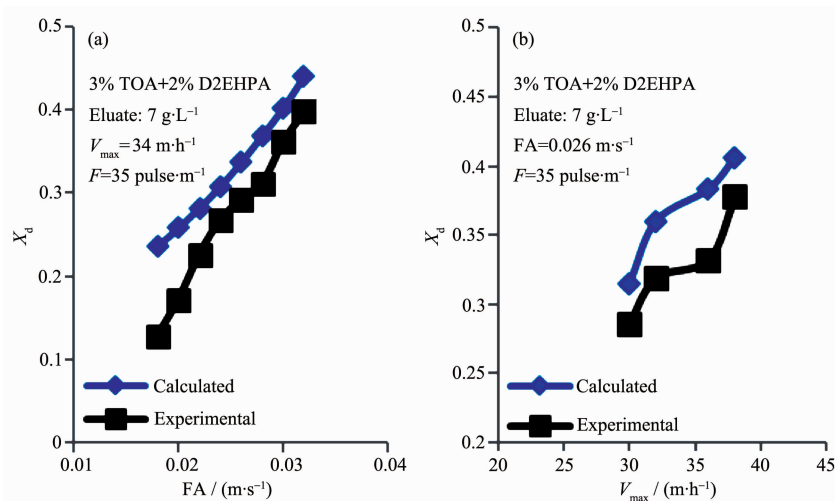 (a)
3% TOA+2% D2EHPA
Eluate: 7 g·L⁻¹
Vmax=34 m·h⁻¹
F=35 pulse·m⁻¹
Calculated
Experimental
Xd
0.5
0.4
0.3
0.2
0.1
0
0.01
0.02
0.03
0.04
FA / (m·s⁻¹)
(b)
3% TOA+2% D2EHPA
Eluate: 7 g·L⁻¹
FA=0.026 m·s⁻¹
F=35 pulse·m⁻¹
Calculated
Experimental
Xd
0.5
0.45
0.4
0.35
0.3
0.25
0.2
20
25
30
35
40
45
Vmax / (m·h⁻¹)